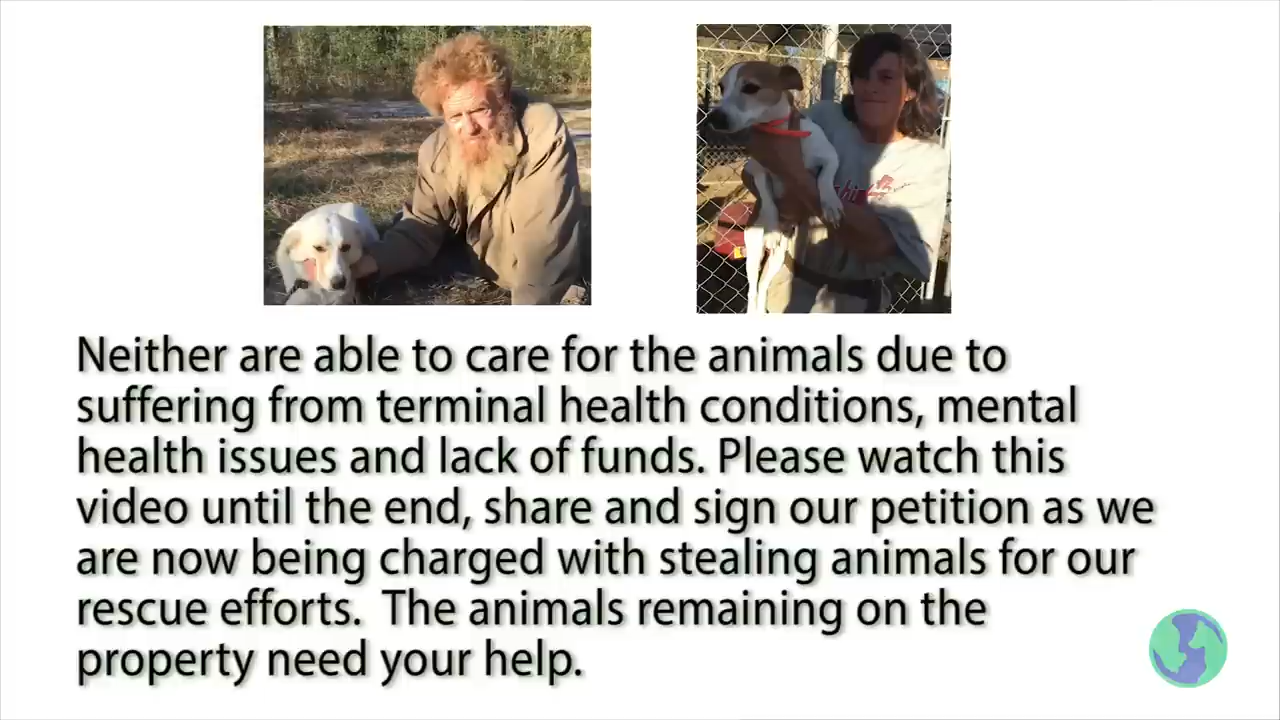 Neither are able to care for the animals due to
suffering from terminal health conditions, mental
health issues and lack of funds. Please watch this
video until the end, share and sign our petition as we
are now being charged with stealing animals for our
rescue efforts.  The animals remaining on the
property need your help.